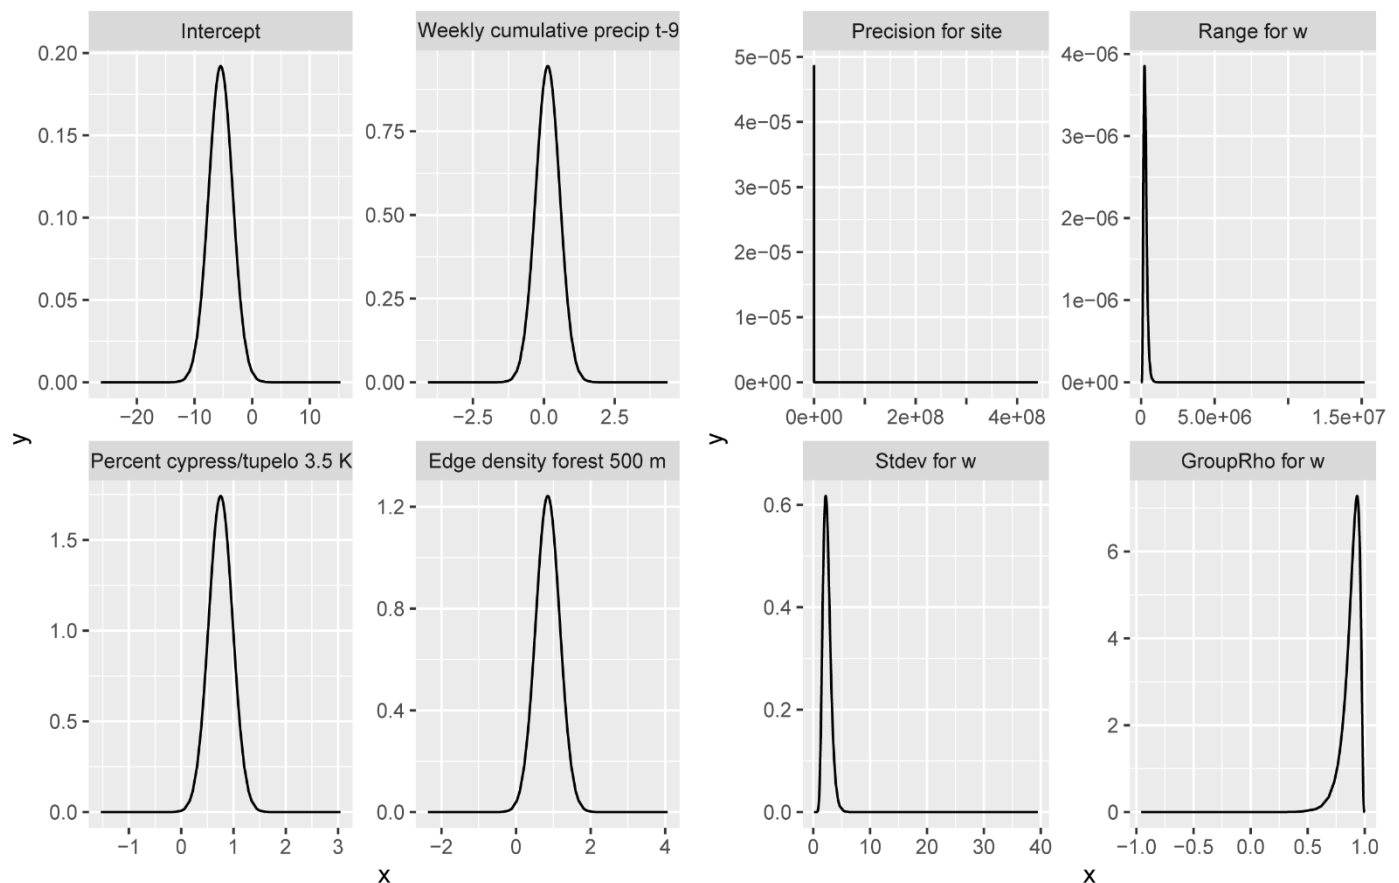 Intercept
Weekly cumulative precip t-9
Precision for site
Range for w
0.20
0.15
0.10
0.05
0.00
−20 −10 0 10
0.75
0.50
0.25
0.00
−2.5 0.0 2.5
5e−05
4e−05
3e−05
2e−05
1e−05
0e+00
0e+00 2e+08 4e+08
4e−06
3e−06
2e−06
1e−06
0e+00
0 5.0e+06 1.5e+07
y
y
Percent cypress/tupelo 3.5 K
Edge density forest 500 m
Stdev for w
GroupRho for w
1.5
1.0
0.5
0.0
−1 0 1 2 3
1.2
0.8
0.4
0.0
−2 0 2 4
0.6
0.4
0.2
0.0
0 10 20 30 40
6
4
2
0
−1.0 −0.5 0.0 0.5 1.0
x
x